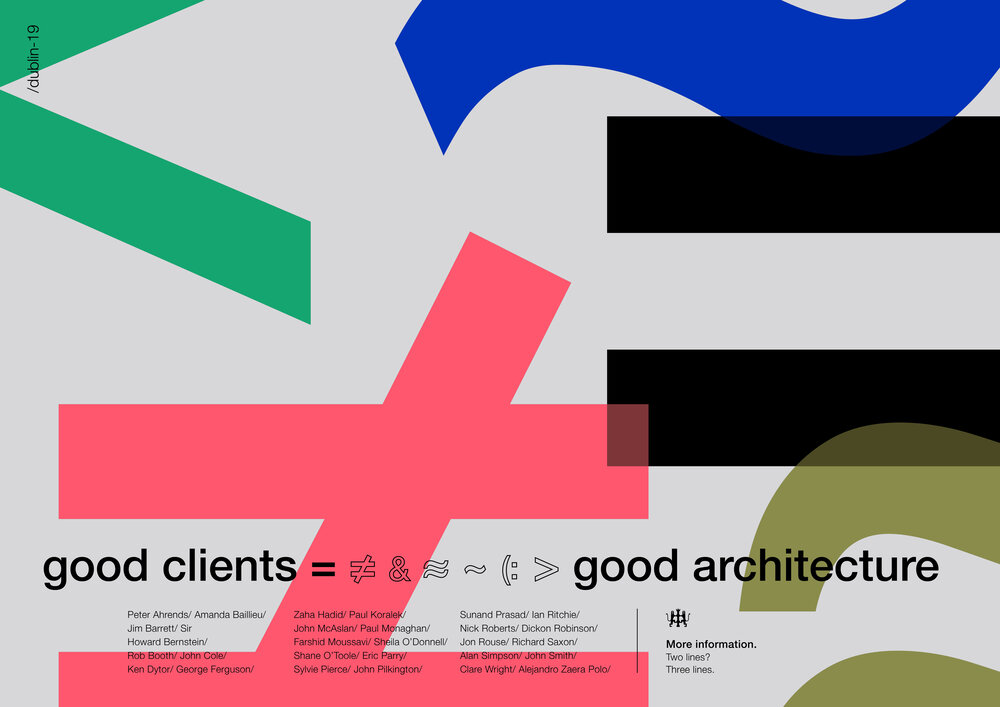 /dublin-19
good clients = ≠ & ≈ ~ (: > good architecture
Peter Ahrends/ Amanda Baillieu/
Jim Barrett/ Sir
Howard Bernstein/
Rob Booth/ John Cole/
Ken Dytor/ George Ferguson/
Zaha Hadid/ Paul Koralek/
John McAslan/ Paul Monaghan/
Farshid Moussavi/ Sheila O'Donnell/
Shane O'Toole/ Eric Parry/
Sylvie Pierce/ John Pilkington/
Sunand Prasad/ Ian Ritchie/
Nick Roberts/ Dickon Robinson/
Jon Rouse/ Richard Saxon/
Alan Simpson/ John Smith/
Clare Wright/ Alejandro Zaera Polo/
More information.
Two lines?
Three lines.